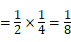 = 1/2 × 1/4 = 1/8